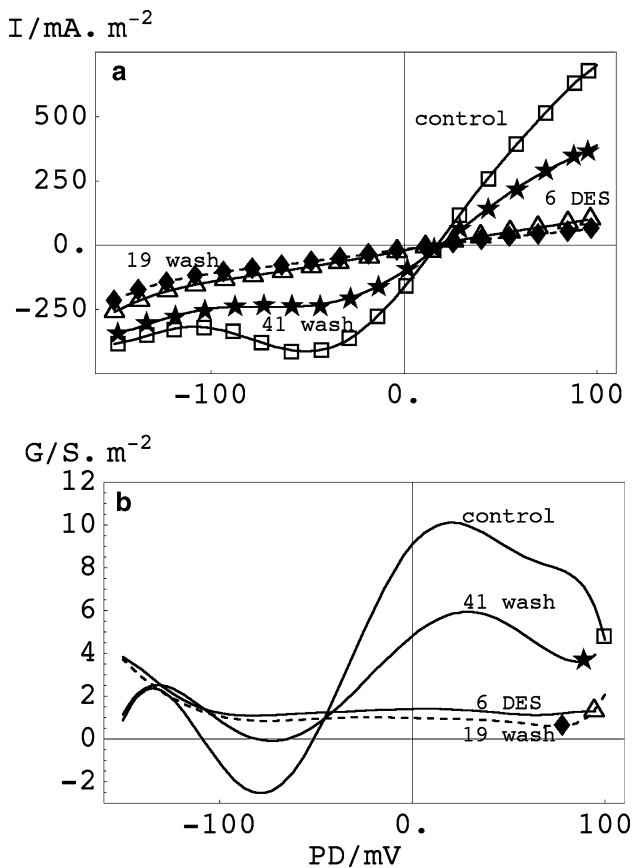 I/mA.m-2
a
control
500
250
6 DES
0.
19 wash
-250
41 wash
-100 0. 100
G/S.m-2
12
b
control
10
8
41 wash
6
4
6 DES
2
19 wash
0
-2
-100 0. 100
PD/mV